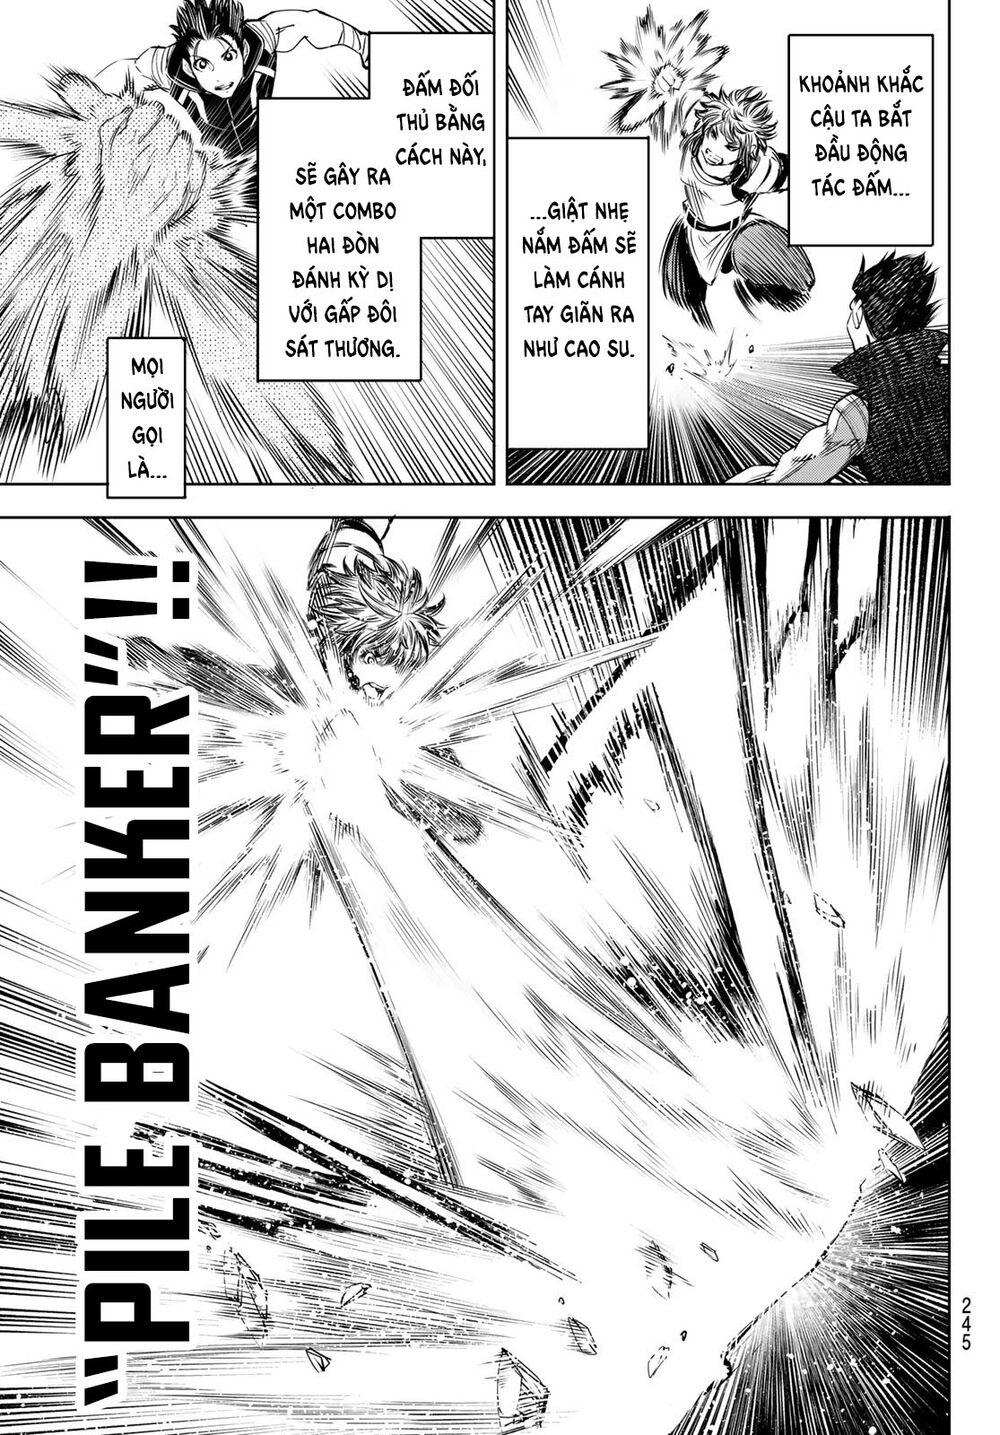 KHOẢNH KHẮC
CẬU TA BẮT
ĐẦU ĐỘNG
TÁC ĐẤM...
...GIẬT NHẸ
NẮM ĐẤM SẼ
LÀM CÁNH
TAY GIÃN RA
NHƯ CAO SU.
ĐẤM ĐỐI
THỦ BẰNG
CÁCH NÀY,
SẼ GÂY RA
MỘT COMBO
HAI ĐÒN
ĐÁNH KỲ DỊ
VỚI GẤP ĐÔI
SÁT THƯƠNG.
MỌI
NGƯỜI
GỌI
LÀ...
"PILE BANKER"!!
245